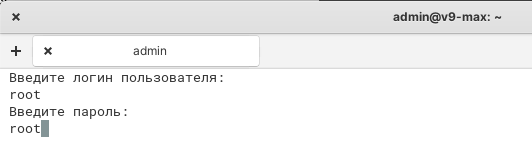 admin@v9-max: ~
admin
Введите логин пользователя:
root
Введите пароль:
root